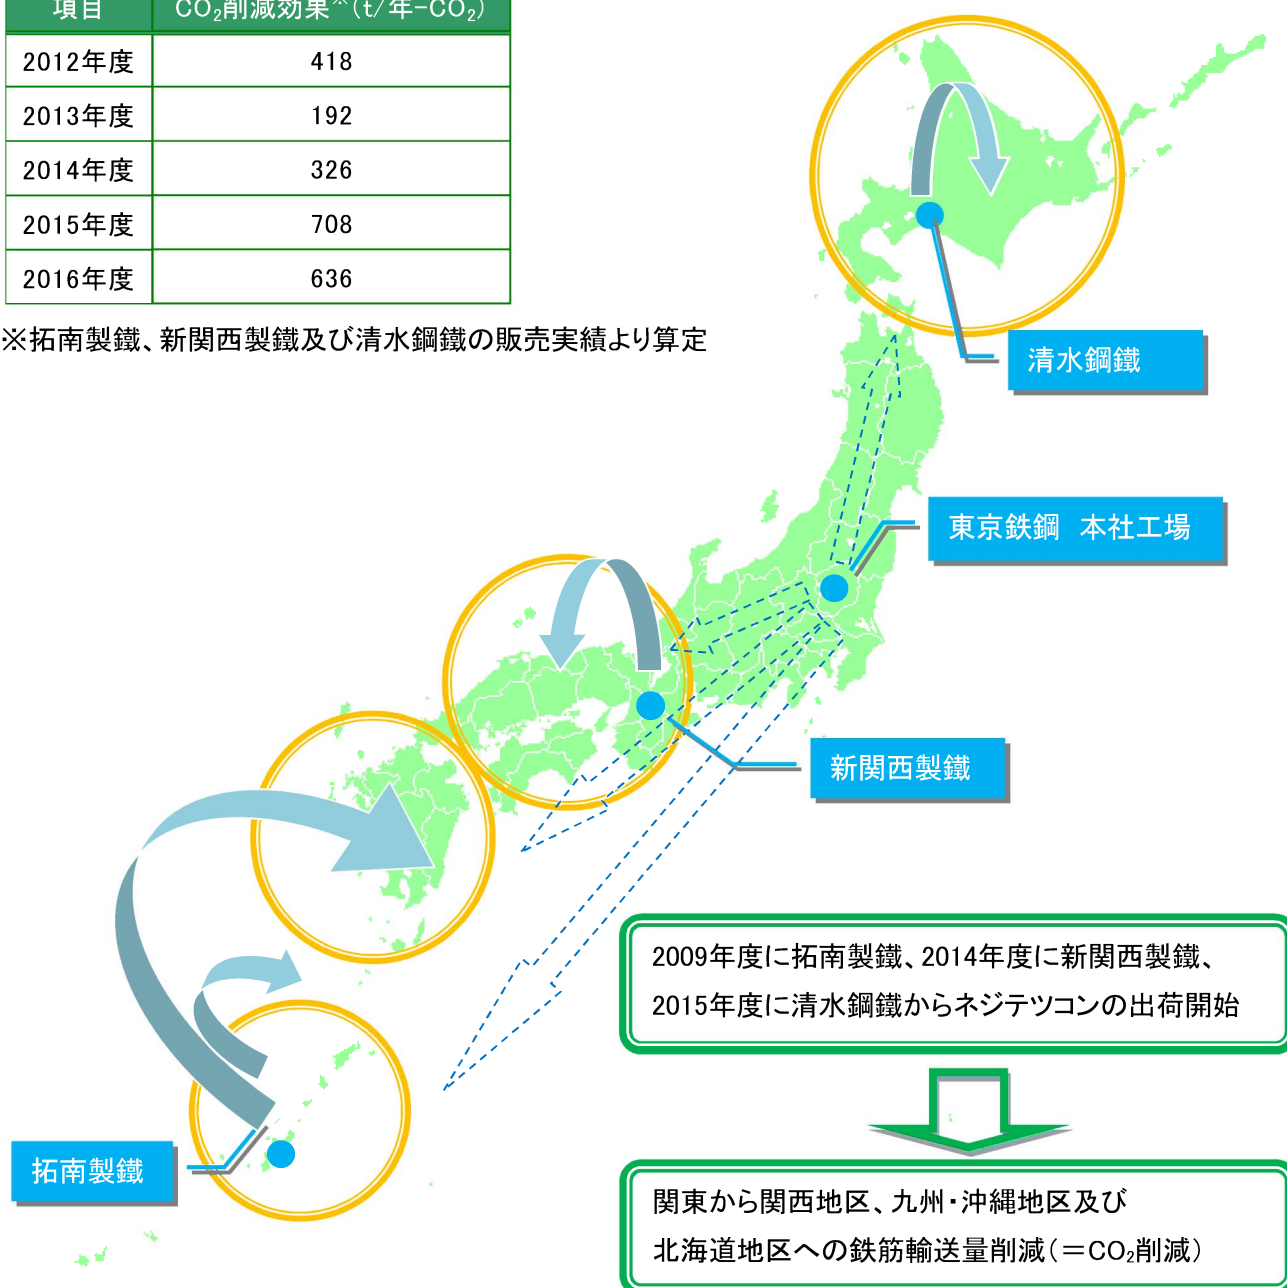 項目 CO₂削減効果※(t/年-CO₂)
2012年度 418
2013年度 192
2014年度 326
2015年度 708
2016年度 636
※拓南製鐵、新関西製鐵及び清水鋼鐵の販売実績より算定
清水鋼鐵
東京鉄鋼 本社工場
新関西製鐵
2009年度に拓南製鐵、2014年度に新関西製鐵、
2015年度に清水鋼鐵からネジテツコンの出荷開始
拓南製鐵
関東から関西地区、九州・沖縄地区及び
北海道地区への鉄筋輸送量削減(=CO₂削減)